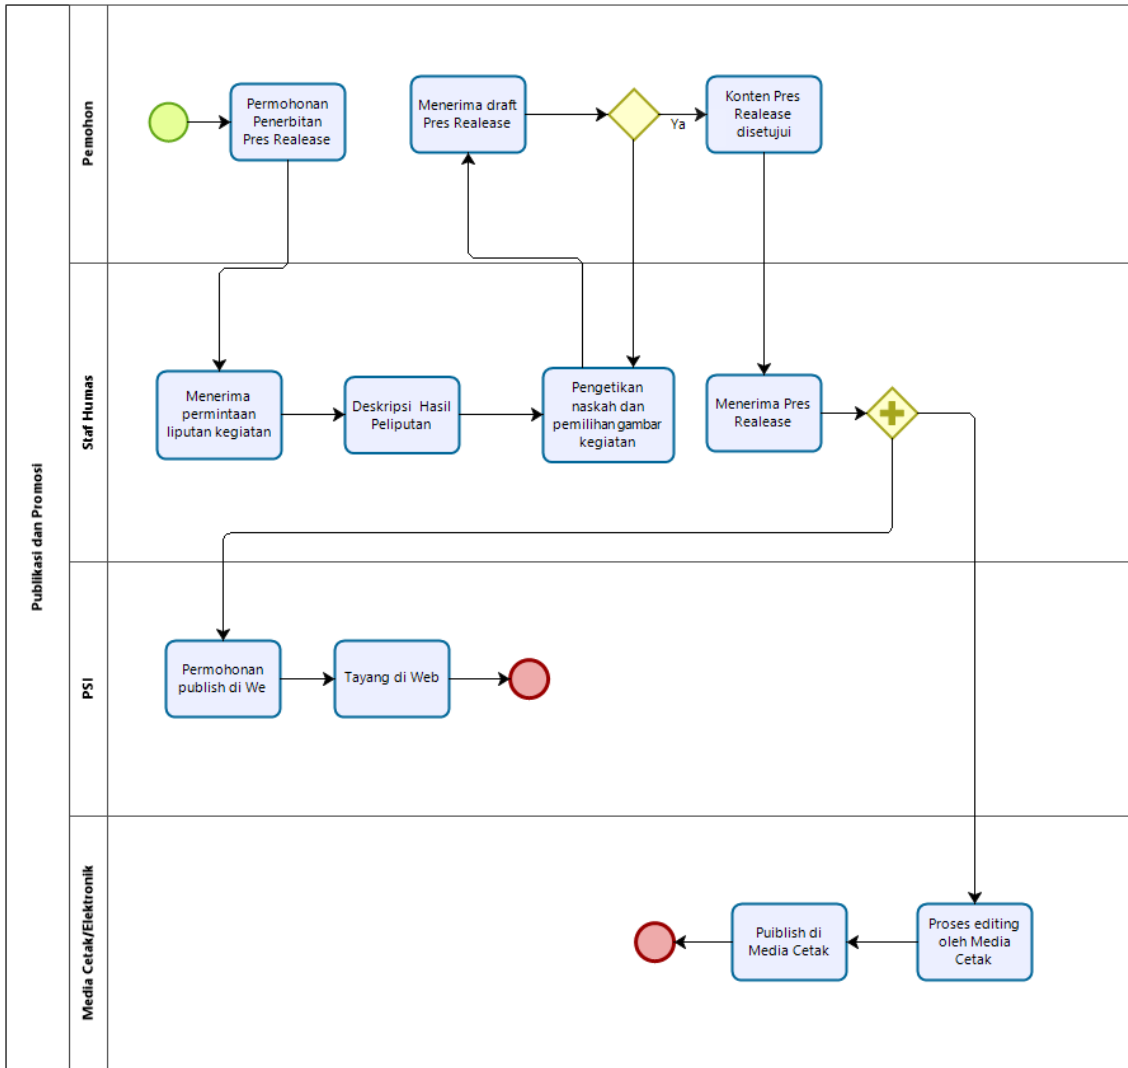 Publikasi dan Promosi
Pemohon
Permohonan
Penerbitan
Pres Realease
Menerima draft
Pres Realease
Ya
Konten Pres
Realease
disetujui
Staf Humas
Menerima
permintaan
liputan kegiatan
Deskripsi Hasil
Peliputan
Pengetikan
naskah dan
pemilihan gambar
kegiatan
Menerima Pres
Realease
PSI
Permohonan
publish di We
Tayang di Web
Media Cetak/Elektronik
Puiblish di
Media Cetak
Proses editing
oleh Media
Cetak